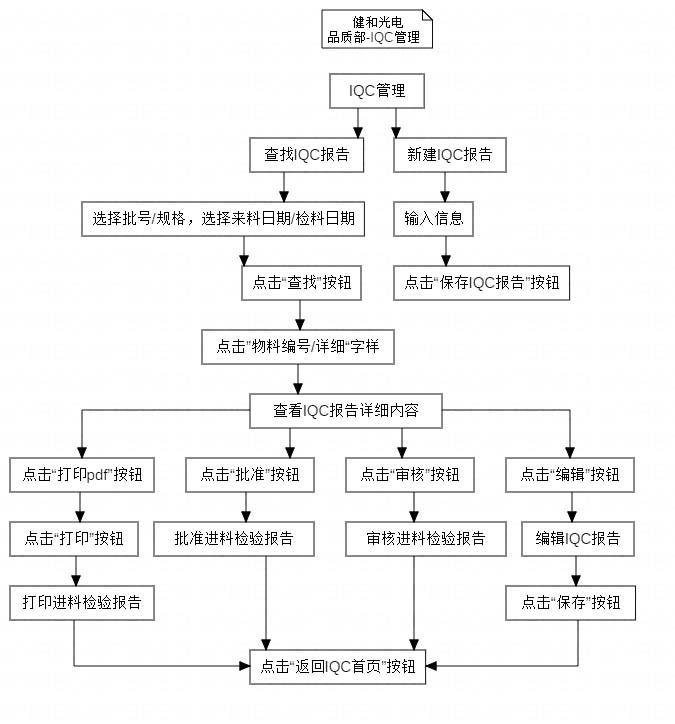 健和光电
品质部-IQC管理
IQC管理
查找IQC报告
新建IQC报告
选择批号/规格，选择来料日期/检料日期
输入信息
点击“查找”按钮
点击“保存IQC报告”按钮
点击”物料编号/详细“字样
查看IQC报告详细内容
点击“打印pdf”按钮
点击“批准”按钮
点击“审核”按钮
点击“编辑”按钮
点击“打印”按钮
批准进料检验报告
审核进料检验报告
编辑IQC报告
打印进料检验报告
点击“保存”按钮
点击“返回IQC首页”按钮